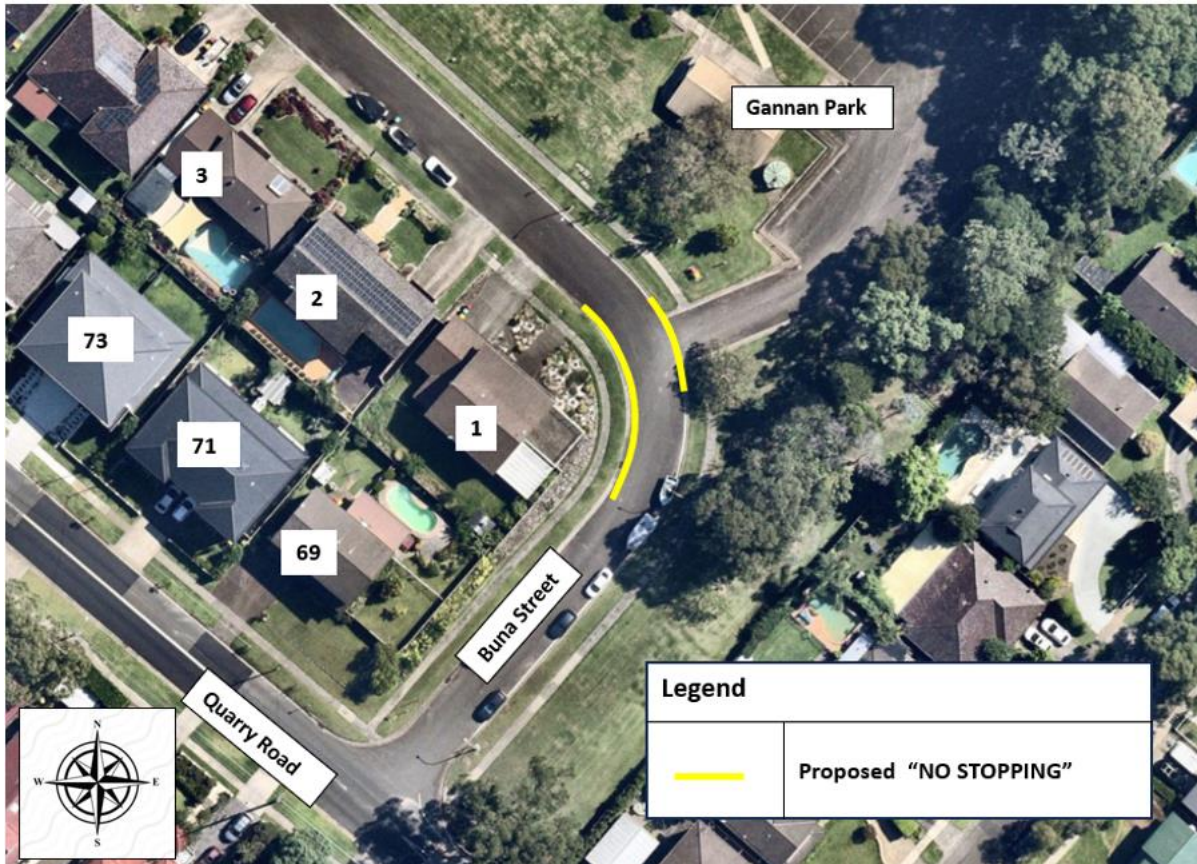 Gannan Park
3
2
73
1
71
69
Buna Street
Quarry Road
Legend
Proposed “NO STOPPING”
N
W
E
S